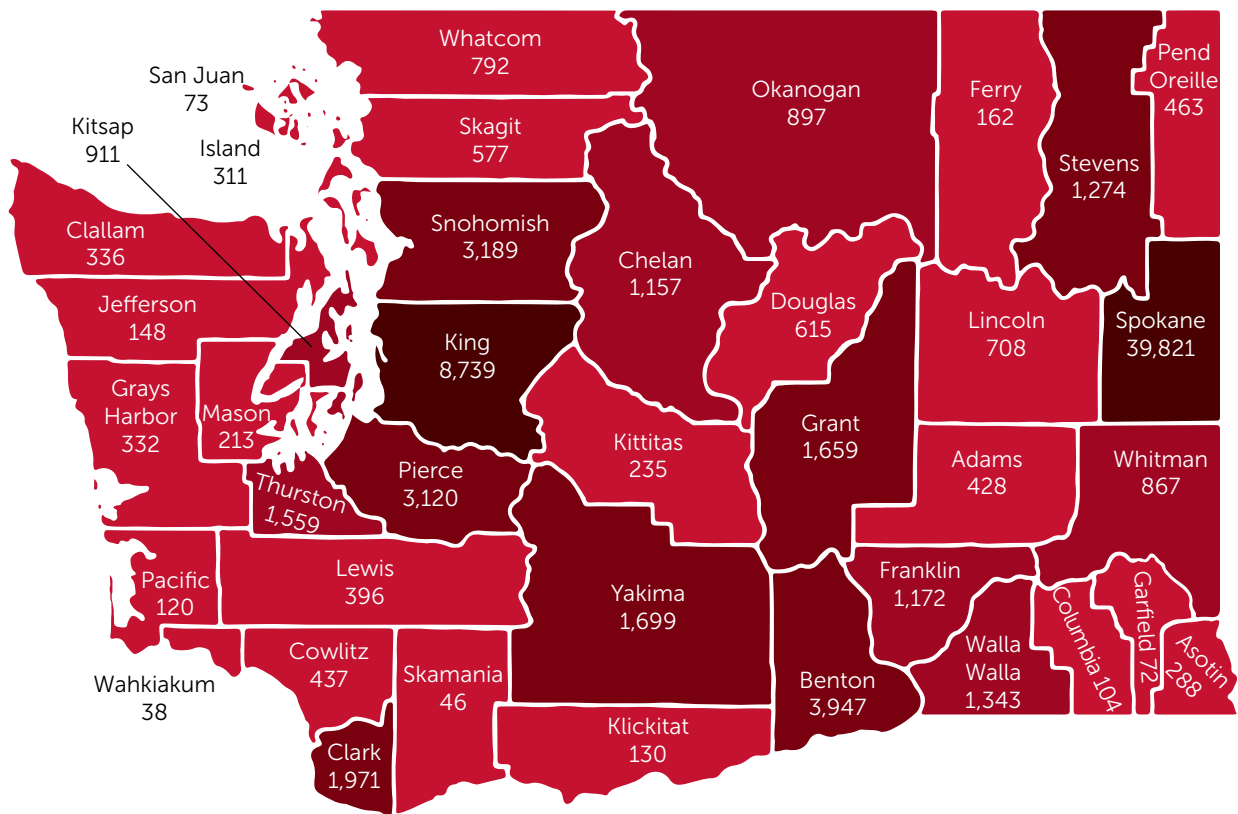 Whatcom
792
San Juan
73
Kitsap
911
Island
311
Skagit
577
Okanogan
897
Ferry
162
Pend
Oreille
463
Stevens
1,274
Clallam
336
Snohomish
3,189
Chelan
1,157
Jefferson
148
Douglas
615
Lincoln
708
Spokane
39,821
King
8,739
Grays
Harbor
332
Mason
213
Kittitas
235
Grant
1,659
Adams
428
Whitman
867
Pierce
3,120
Thurston
1,559
Pacific
120
Lewis
396
Yakima
1,699
Franklin
1,172
Walla
Walla
1,343
Columbia 104
Garfield 72
Asotin
288
Wahkiakum
38
Cowlitz
437
Skamania
46
Benton
3,947
Klickitat
130
Clark
1,971